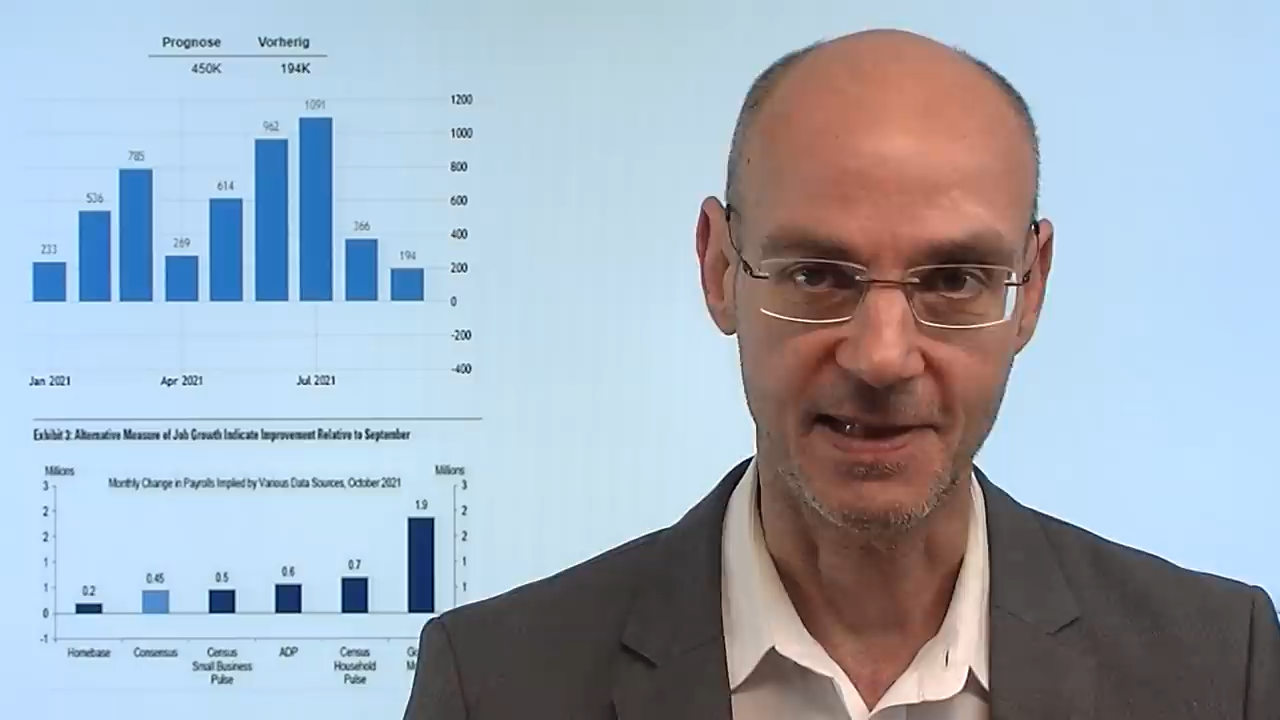 Prognose Vorherig
450K 194K
1200
1091
1000
962
785
800
614
600
536
400
366
269
233
200
194
0
-200
-400
Jan 2021 Apr 2021 Jul 2021
Exhibit 3: Alternative Measure of Job Growth Indicate Improvement Relative to September
Millions Millions
Monthly Change in Payrolls Implied by Various Data Sources, October 2021
3 3
2 1.9 2
2 2
1 0.7 1
0.6
0.5
0.45
1 1
0.2
0
-1
Homebase Consensus Census ADP Census
Small Business Household
Pulse Pulse